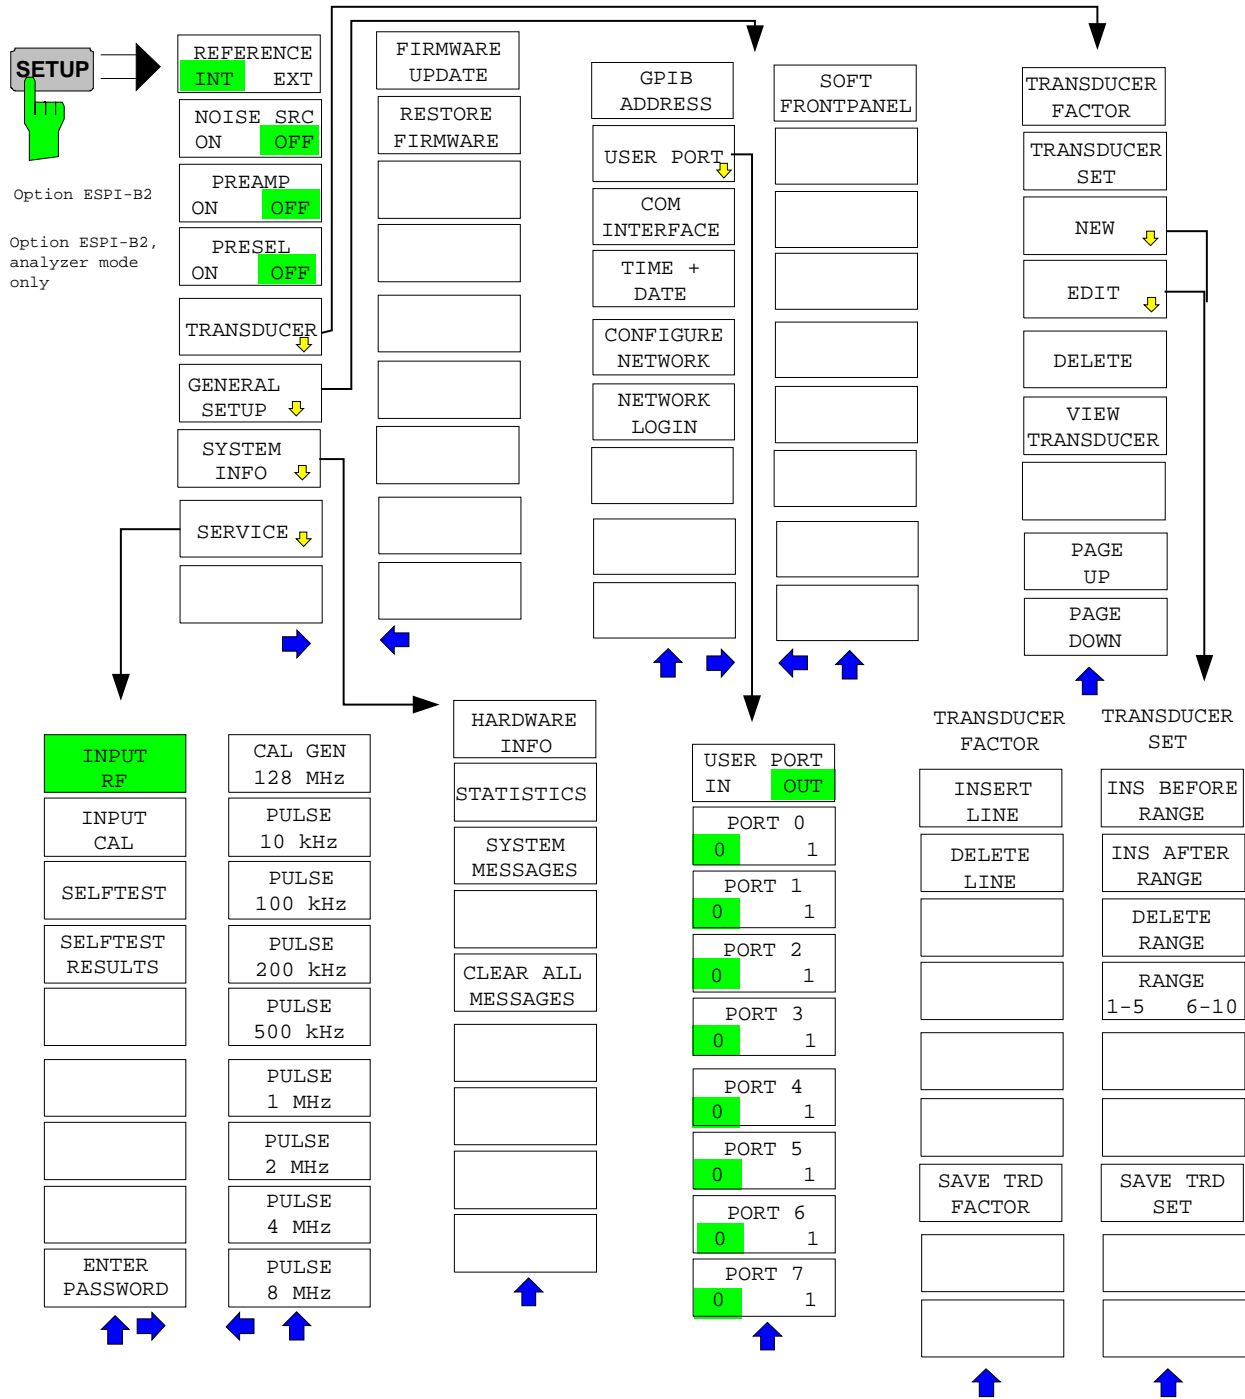 SETUP
Option ESPI-B2
Option ESPI-B2,
analyzer mode
only
REFERENCE
INT EXT
NOISE SRC
ON OFF
PREAMP
ON OFF
PRESEL
ON OFF
TRANSDUCER
GENERAL
SETUP
SYSTEM
INFO
SERVICE
FIRMWARE
UPDATE
RESTORE
FIRMWARE
GPIB
ADDRESS
USER PORT
COM
INTERFACE
TIME +
DATE
CONFIGURE
NETWORK
NETWORK
LOGIN
SOFT
FRONTPANEL
TRANSDUCER
FACTOR
TRANSDUCER
SET
NEW
EDIT
DELETE
VIEW
TRANSDUCER
PAGE
UP
PAGE
DOWN
INPUT
RF
INPUT
CAL
SELFTEST
SELFTEST
RESULTS
ENTER
PASSWORD
CAL GEN
128 MHz
PULSE
10 kHz
PULSE
100 kHz
PULSE
200 kHz
PULSE
500 kHz
PULSE
1 MHz
PULSE
2 MHz
PULSE
4 MHz
PULSE
8 MHz
HARDWARE
INFO
STATISTICS
SYSTEM
MESSAGES
CLEAR ALL
MESSAGES
USER PORT
IN OUT
PORT 0
0 1
PORT 1
0 1
PORT 2
0 1
PORT 3
0 1
PORT 4
0 1
PORT 5
0 1
PORT 6
0 1
PORT 7
0 1
TRANSDUCER
FACTOR
INSERT
LINE
DELETE
LINE
SAVE TRD
FACTOR
TRANSDUCER
SET
INS BEFORE
RANGE
INS AFTER
RANGE
DELETE
RANGE
RANGE
1-5 6-10
SAVE TRD
SET